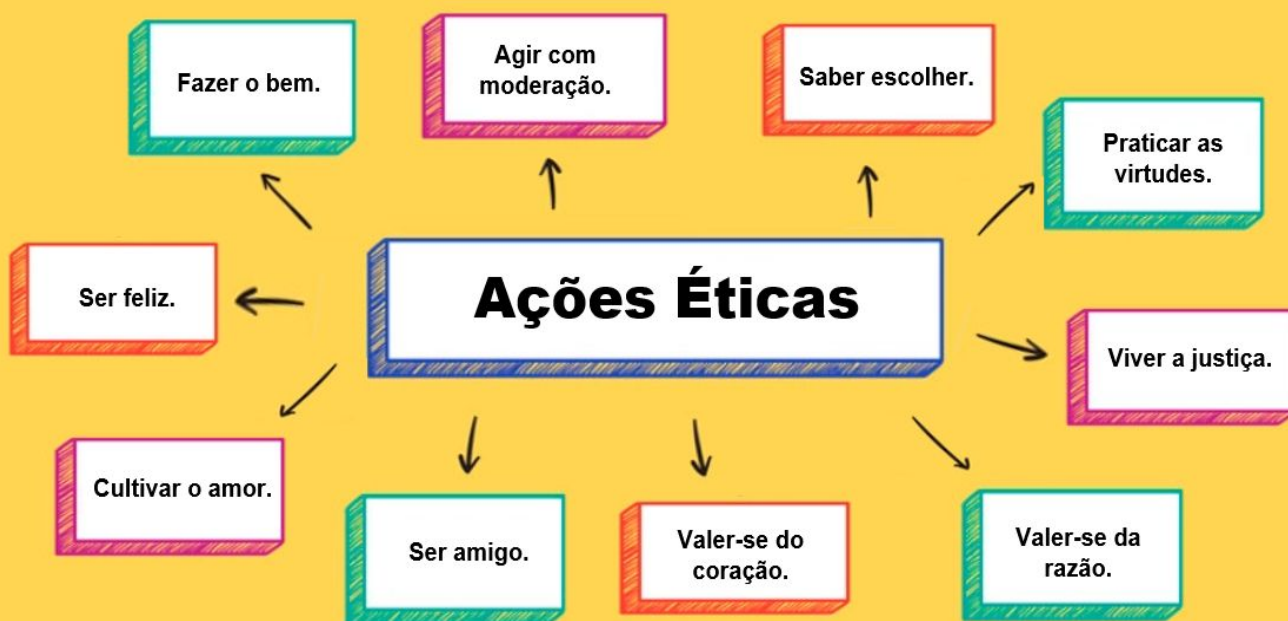 Fazer o bem.
Agir com
moderação.
Saber escolher.
Praticar as
virtudes.
Ações Éticas
Ser feliz.
Viver a justiça.
Cultivar o amor.
Ser amigo.
Valer-se do
coração.
Valer-se da
razão.